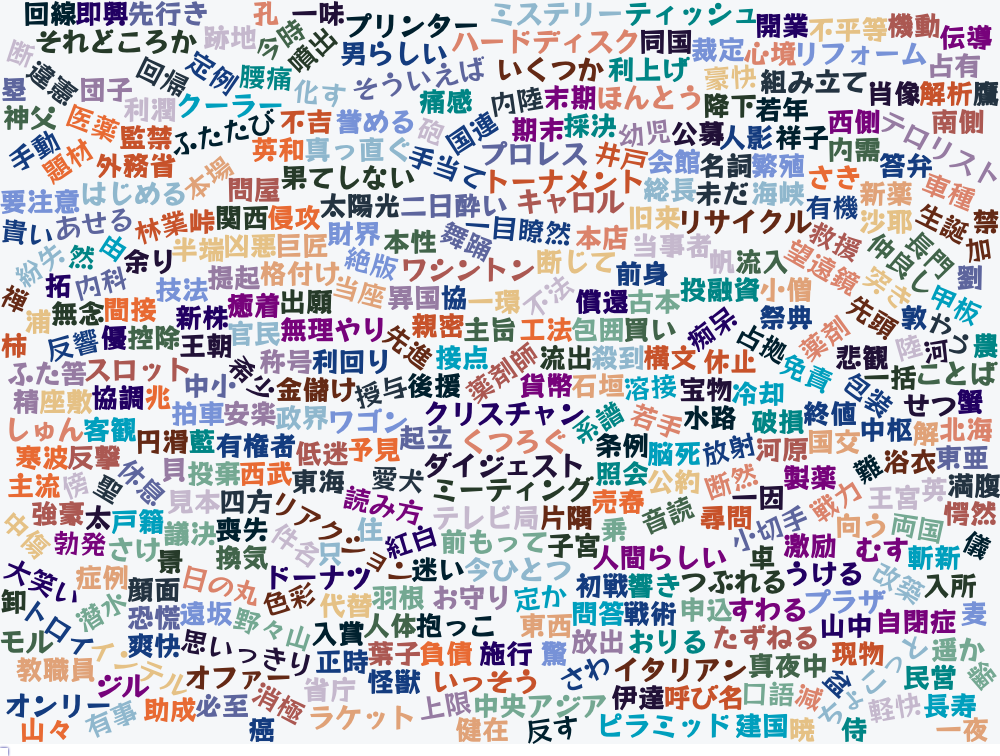 回線 即興 先行き 孔 一味 プリンター ミステリー ティッシュ 開業 不平等 機動 伝導
それどころか 跡地 今時 噴出 男らしい ハードディスク 同国 裁定 心境 リフォーム 占有
断 違憲 団子 回帰 定例 腰痛 化す そういえば いくつか 利上げ 豪快 組み立て 肖像 解析 鷹
塁 神父 利潤 クーラー 痛感 内陸 末期 ほんとう 降下 若年 西側 テロリスト 南側
手動 医薬 監禁 ふたたび 不吉 誉める 砲 国連 期末 採決 幼児 公募 人影 祥子 内需
題材 外務省 英和 真っ直ぐ 手当て プロレス 井戸 会館 名詞 繁殖 答弁
要注意 はじめる 本場 問屋 果てしない トーナメント 総長 未だ 海峡 さき 新薬 車種
貴い あせる 林業 峠 関西 侵攻 太陽光 二日酔い キャロル 旧来 リサイクル 有機 沙耶 生誕 禁
紛失 然 由 余り 半端 凶悪 巨匠 財界 本性 舞踊 一目瞭然 本店 当事者 救援 仲良し 長門 加
拓 内科 技法 提起 格付け 絶版 ワシントン 断じて 前身 帆 流入 望遠鏡 突き 劉
禅 浦 無念 間接 癒着 出願 当座 異国 協 一環 不法 償還 古本 投融資 小僧 甲板
柿 反響 優 控除 新株 官民 無理やり 親密 主旨 工法 包囲 買い 痴呆 祭典 先頭 敦 やつ
王朝 称号 利回り 先進 接点 薬剤師 流出 殺到 構文 休止 占拠 薬剤 悲観 陸 河 農
ふた 筈 スロット 中小 希少 金儲け 授与 後援 貨幣 石垣 溶接 宝物 冷却 免責 包装 一括 ことば
精 座敷 協調 兆 拍車 安楽 政界 ワゴン クリスチャン 系譜 若手 水路 破損 終値 中枢 せつ 蟹
しゅん 客観 円滑 藍 有権者 低迷 予見 起立 くつろぐ 条例 脳死 放射 河原 国交 解 北海
寒波 反撃 休息 貝 投棄 西武 東海 愛犬 ダイジェスト 照会 公約 断然 製薬 難 浴衣 東亜
主流 傍 聖 見本 四方 リアクション 読み方 ミーティング 売春 一因 戦力 王宮 満腹
強豪 太 戸籍 議決 喪失 件名 住 テレビ局 片隅 乗 音読 尋問 小切手 向う 両国 愕然
勃発 さけ 景 換気 只 紅白 前もって 子宮 人間らしい 卓 激励 むす 斬新 儀
大笑い 症例 顔面 日の丸 ドーナツ 迷い 今ひとつ 初戦 響き つぶれる うける 改築 入所
卸 トロイ 潜水 恐慌 遠坂 色彩 代替 羽根 お守り 定か 問答 戦術 申込 すわる プラザ 麦
モル インテル 爽快 野々山 入賞 人体 抱っこ 東西 放出 おりる たずねる 山中 自閉症
教職員 思いっきり 正時 葉子 負債 施行 驚 さわ イタリアン 真夜中 現物 遥か
オンリー ジル オファー 怪獣 いっそう 伊達 呼び名 口語 減 盆 ちょこっと 民営
山々 有事 助成 必至 消極 省庁 ラケット 上限 中央アジア 軽快 長寿
癌 健在 反す ピラミッド 建国 暁 侍 一夜